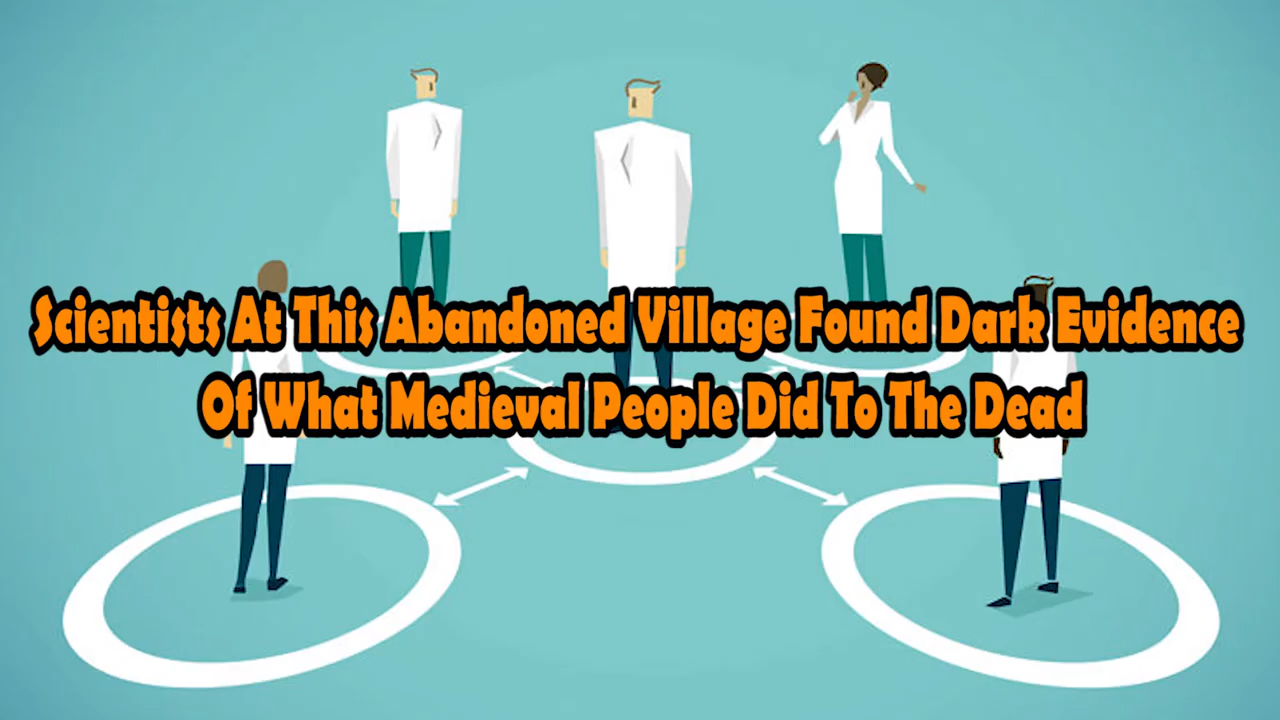 Scientists At This Abandoned Village Found Dark Evidence
Of What Medieval People Did To The Dead